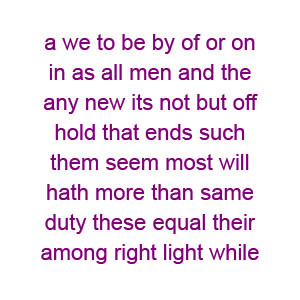 a we to be by of or on
in as all men and the
any new its not but off
hold that ends such
them seem most will
hath more than same
duty these equal their
among right light while